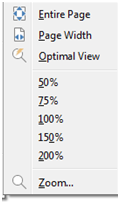 Entire Page
Page Width
Optimal View
50%
75%
100%
150%
200%
Zoom...